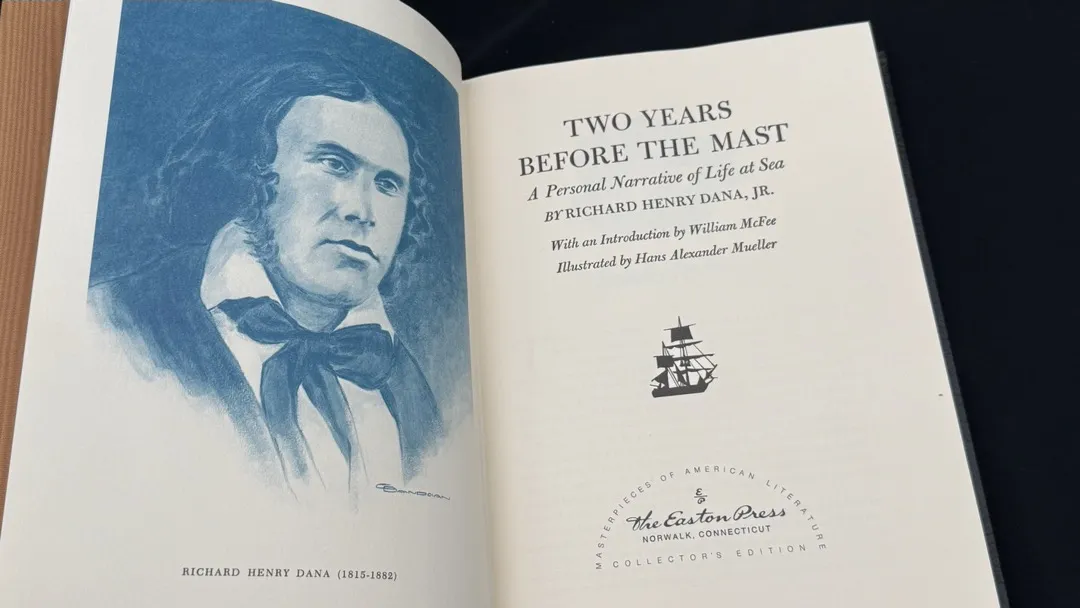 RICHARD HENRY DANA (1815-1882)
TWO YEARS
BEFORE THE MAST
A Personal Narrative of Life at Sea
BY RICHARD HENRY DANA, JR.
With an Introduction by William McFee
Illustrated by Hans Alexander Mueller
MASTERPIECES OF AMERICAN LITERATURE
E/P
The Easton Press
NORWALK, CONNECTICUT
COLLECTOR'S EDITION